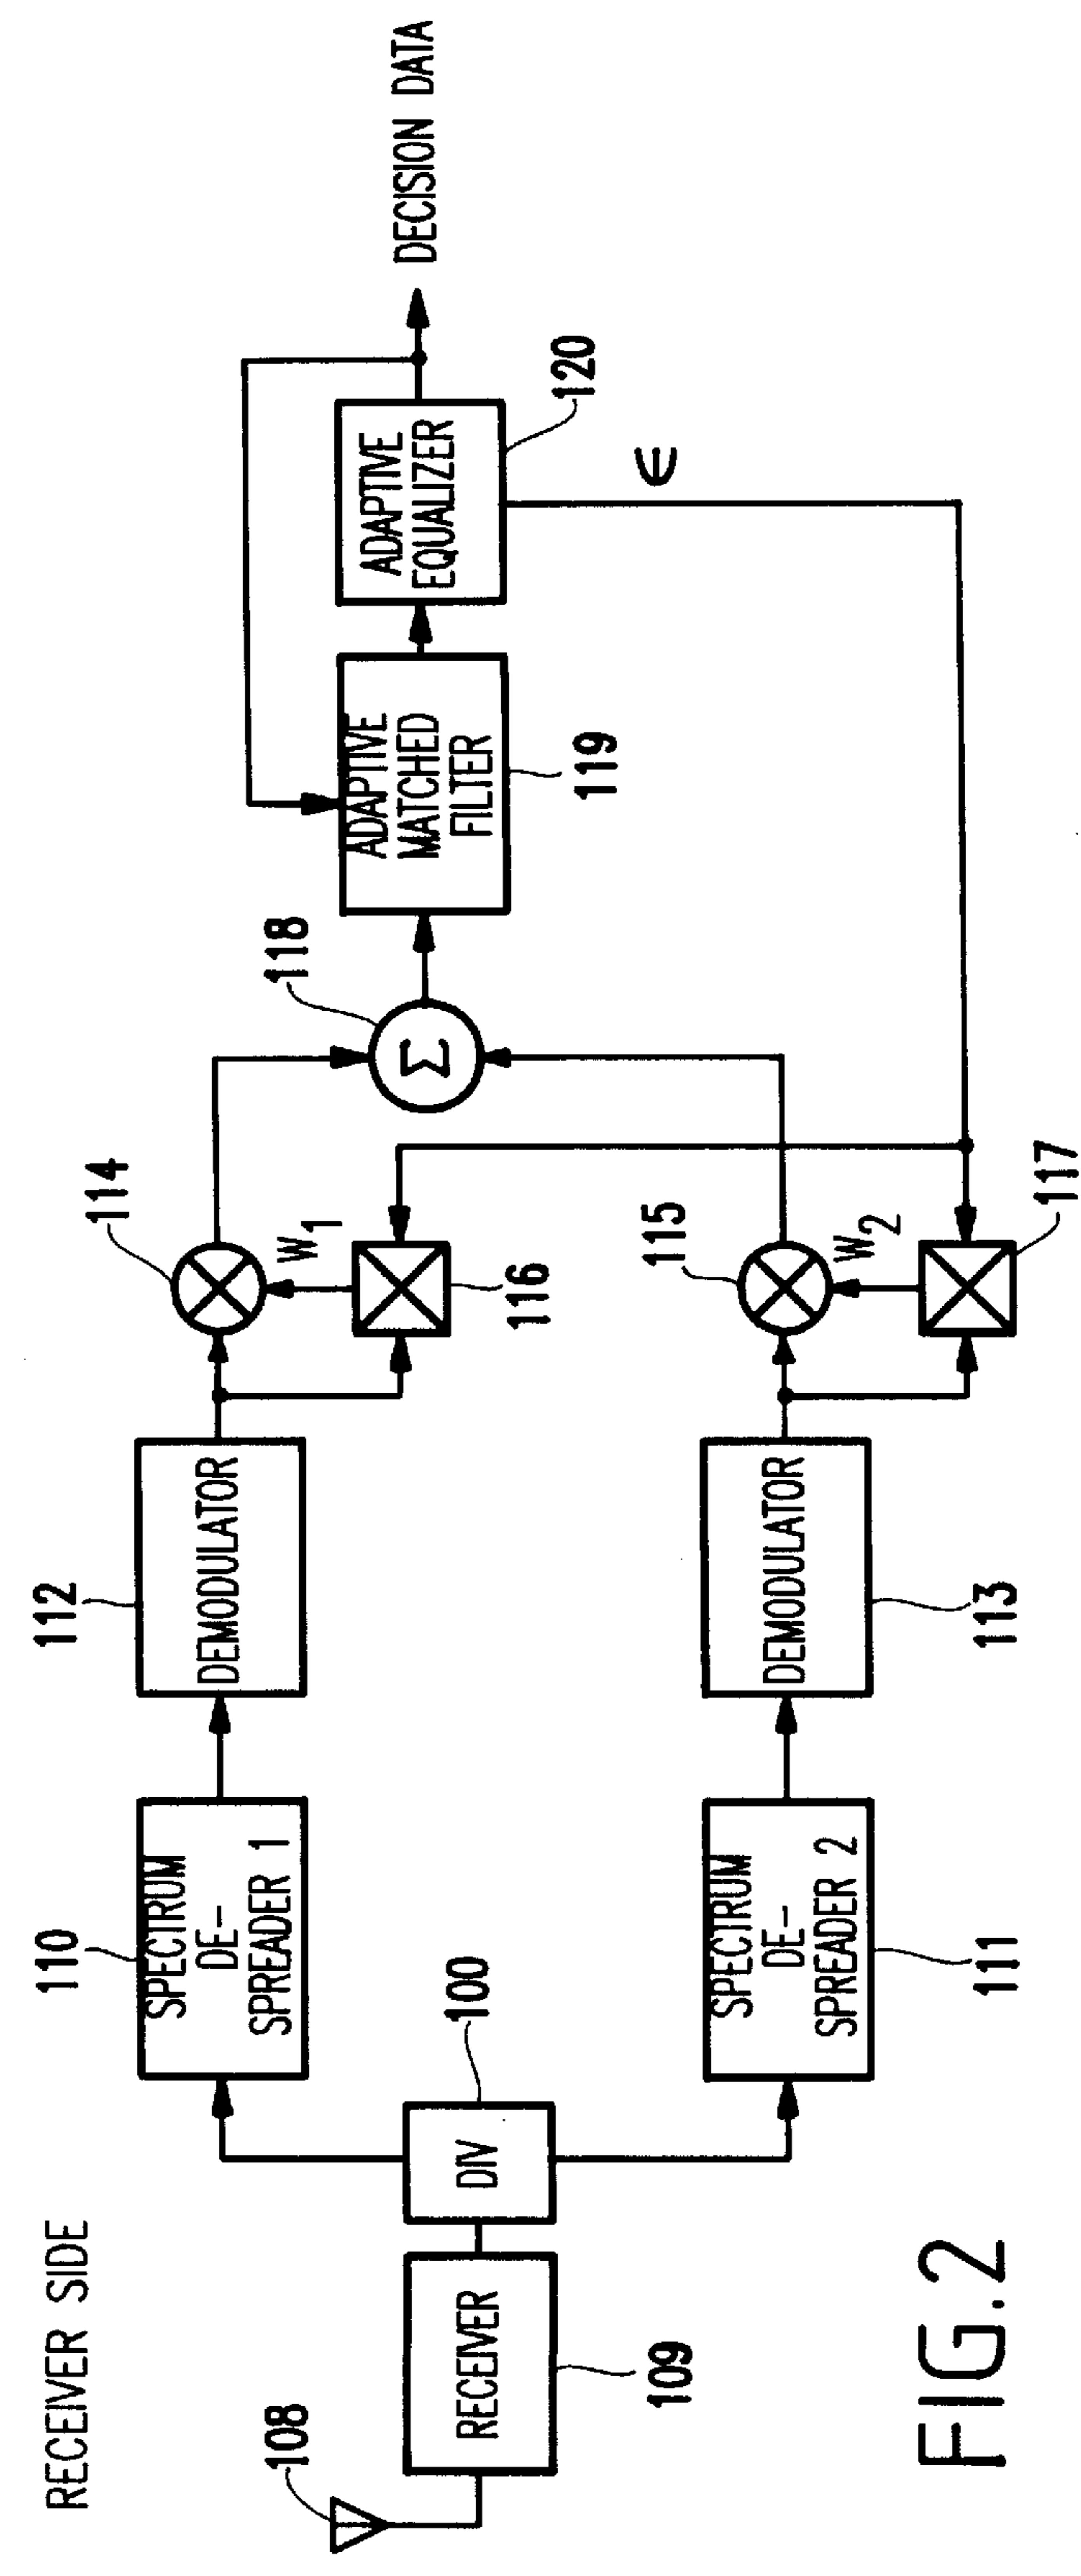 RECEIVER SIDE
108
RECEIVER
109
DIV
100
110
SPECTRUM
DE-
SPREADER 1
SPECTRUM
DE-
SPREADER 2
111
112
DEMODULATOR
DEMODULATOR
113
114
W1
116
115
W2
117
118
Σ
ADAPTIVE
MATCHED
FILTER
119
ADAPTIVE
EQUALIZER
120
∈
DECISION DATA
FIG.2